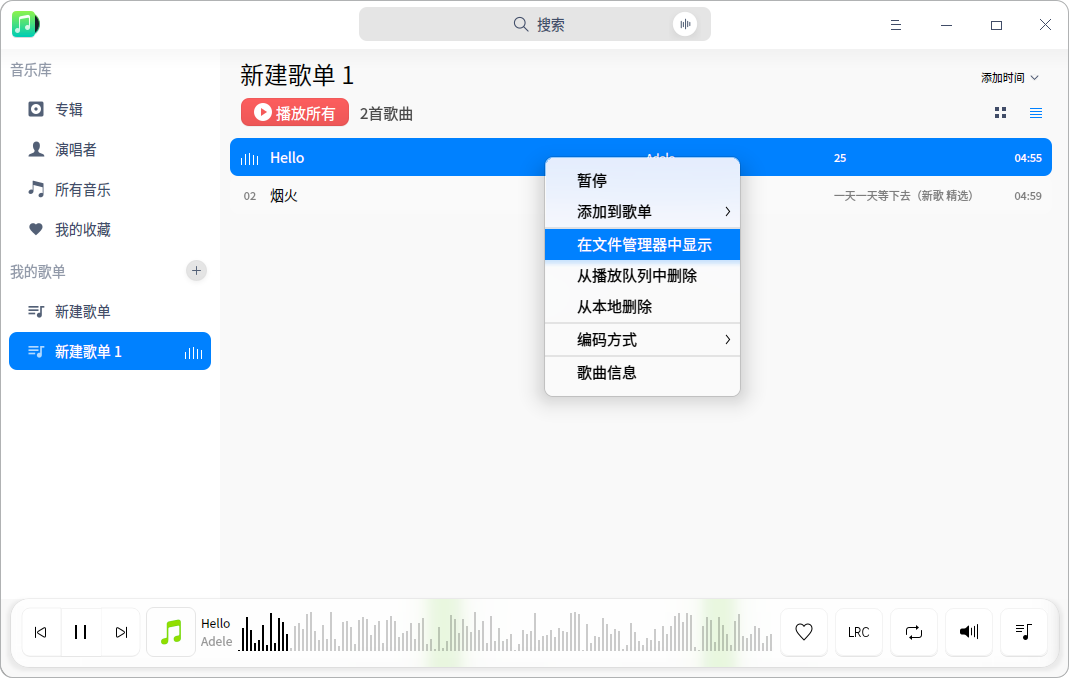 搜索
音乐库
专辑
演唱者
所有音乐
我的收藏
我的歌单
新建歌单
新建歌单 1
新建歌单 1
添加时间
播放所有
2首歌曲
Hello Adele 25 04:55
02 烟火 一天一天等下去（新歌 精选） 04:59
暂停
添加到歌单
在文件管理器中显示
从播放队列中删除
从本地删除
编码方式
歌曲信息
Hello
Adele
LRC